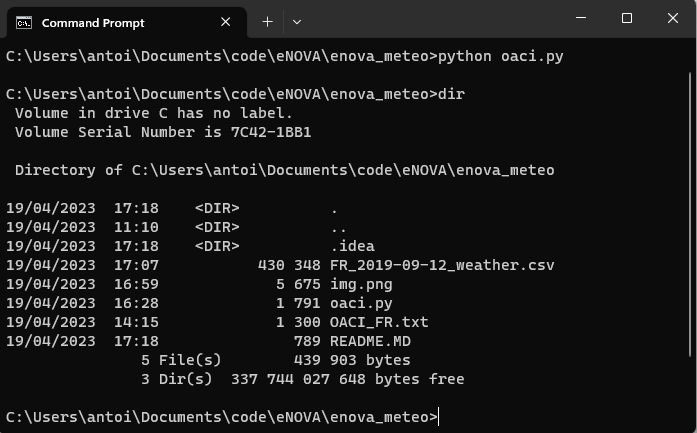 Command Prompt
C:\Users\antoi\Documents\code\eNOVA\enova_meteo>python oaci.py
C:\Users\antoi\Documents\code\eNOVA\enova_meteo>dir
Volume in drive C has no label.
Volume Serial Number is 7C42-1BB1
Directory of C:\Users\antoi\Documents\code\eNOVA\enova_meteo
19/04/2023  17:18    <DIR>          .
19/04/2023  11:10    <DIR>          ..
19/04/2023  17:18    <DIR>          .idea
19/04/2023  17:07           430 348 FR_2019-09-12_weather.csv
19/04/2023  16:59             5 675 img.png
19/04/2023  16:28             1 791 oaci.py
19/04/2023  14:15             1 300 OACI_FR.txt
19/04/2023  17:18               789 README.MD
5 File(s)        439 903 bytes
3 Dir(s)  337 744 027 648 bytes free
C:\Users\antoi\Documents\code\eNOVA\enova_meteo>